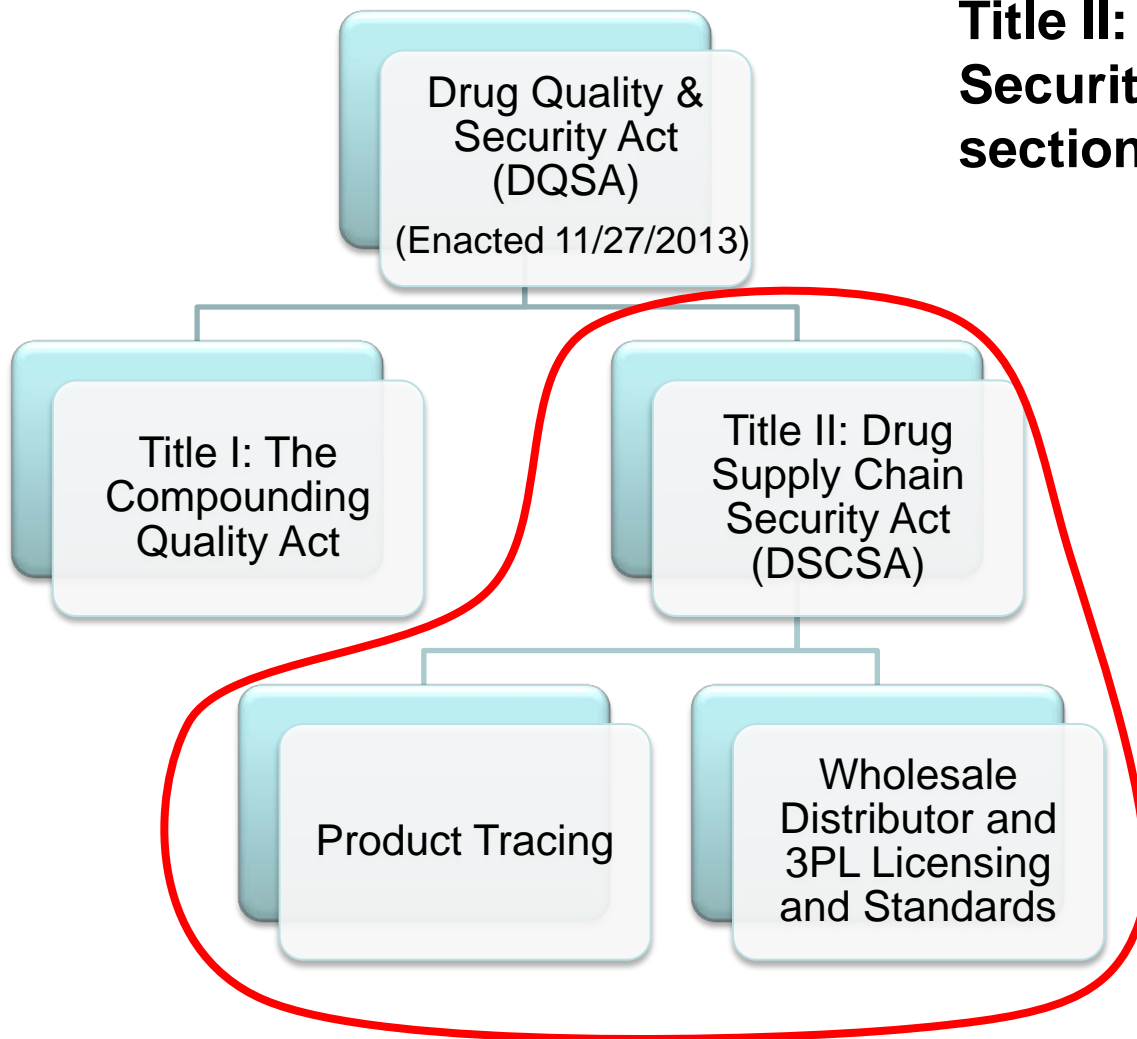 Title II:
Securit
section
Drug Quality &
Security Act
(DQSA)
(Enacted 11/27/2013)
Title I: The
Compounding
Quality Act
Title II: Drug
Supply Chain
Security Act
(DSCSA)
Product Tracing
Wholesale
Distributor and
3PL Licensing
and Standards